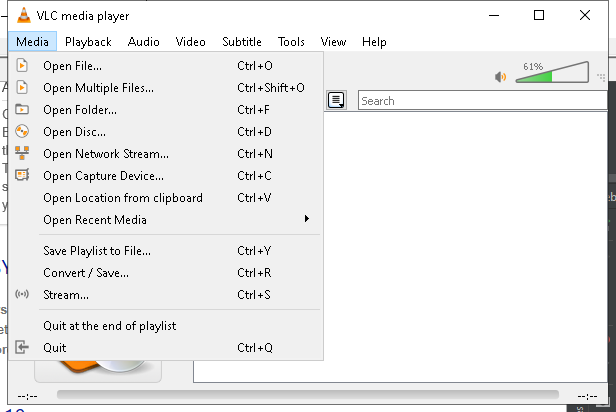 VLC media player
Media Playback Audio Video Subtitle Tools View Help
Open File... Ctrl+O
Open Multiple Files... Ctrl+Shift+O
Open Folder... Ctrl+F
Open Disc... Ctrl+D
Open Network Stream... Ctrl+N
Open Capture Device... Ctrl+C
Open Location from clipboard Ctrl+V
Open Recent Media
Save Playlist to File... Ctrl+Y
Convert / Save... Ctrl+R
Stream... Ctrl+S
Quit at the end of playlist
Quit Ctrl+Q
61%
Search
--:-- --:--